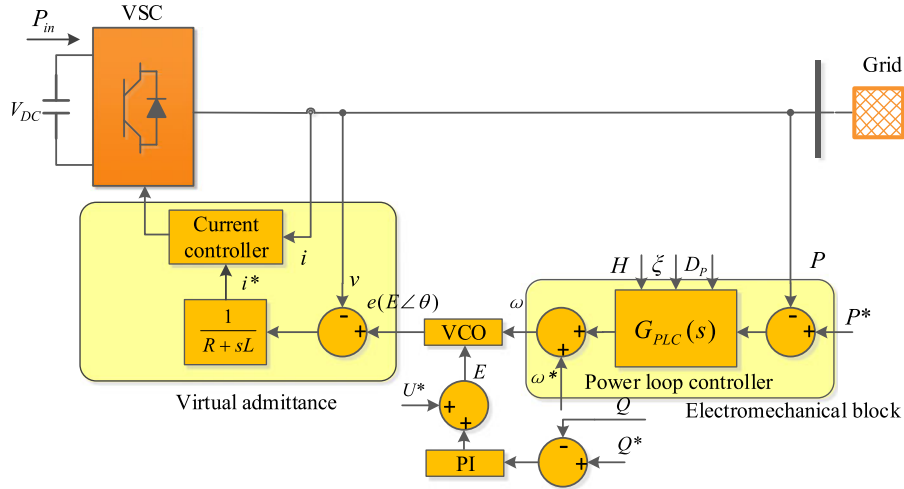 VSC
P_in
Grid
V_DC
Current controller
i
i*
v
H
ξ
D_P
P
e(E∠θ)
ω
1
R + sL
-
+
VCO
+
+
G_PLC(s)
-
+
P*
E
ω*
Power loop controller
Virtual admittance
U*
+
+
Q
Electromechanical block
-
+
Q*
PI